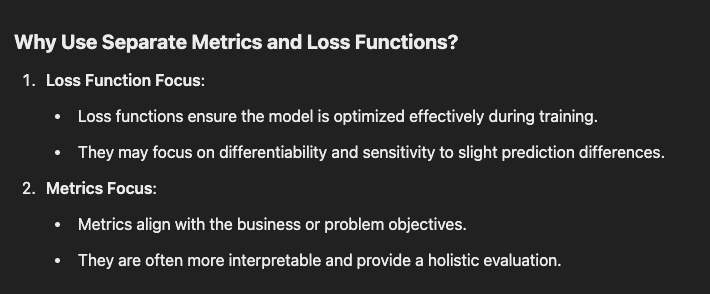 Why Use Separate Metrics and Loss Functions?
1. Loss Function Focus:
• Loss functions ensure the model is optimized effectively during training.
• They may focus on differentiability and sensitivity to slight prediction differences.
2. Metrics Focus:
• Metrics align with the business or problem objectives.
• They are often more interpretable and provide a holistic evaluation.